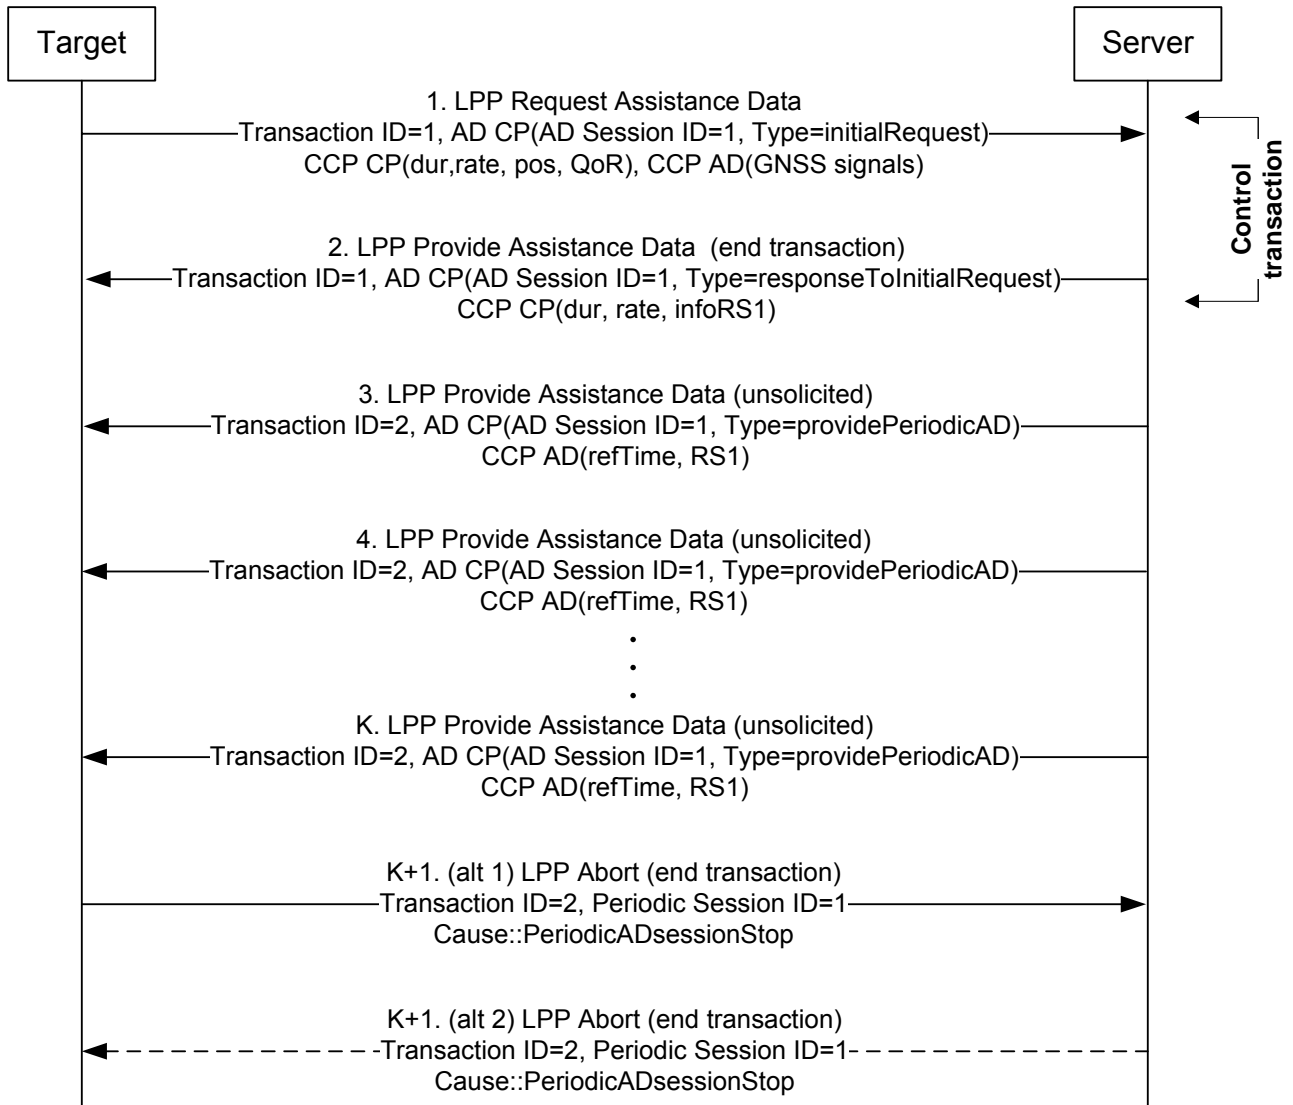 Target
Server
1. LPP Request Assistance Data
Transaction ID=1, AD CP(AD Session ID=1, Type=initialRequest)
CCP CP(dur,rate, pos, QoR), CCP AD(GNSS signals)
Control
transaction
2. LPP Provide Assistance Data (end transaction)
Transaction ID=1, AD CP(AD Session ID=1, Type=responseToInitialRequest)
CCP CP(dur, rate, infoRS1)
3. LPP Provide Assistance Data (unsolicited)
Transaction ID=2, AD CP(AD Session ID=1, Type=providePeriodicAD)
CCP AD(refTime, RS1)
4. LPP Provide Assistance Data (unsolicited)
Transaction ID=2, AD CP(AD Session ID=1, Type=providePeriodicAD)
CCP AD(refTime, RS1)
.
.
.
K. LPP Provide Assistance Data (unsolicited)
Transaction ID=2, AD CP(AD Session ID=1, Type=providePeriodicAD)
CCP AD(refTime, RS1)
K+1. (alt 1) LPP Abort (end transaction)
Transaction ID=2, Periodic Session ID=1
Cause::PeriodicADsessionStop
K+1. (alt 2) LPP Abort (end transaction)
Transaction ID=2, Periodic Session ID=1
Cause::PeriodicADsessionStop